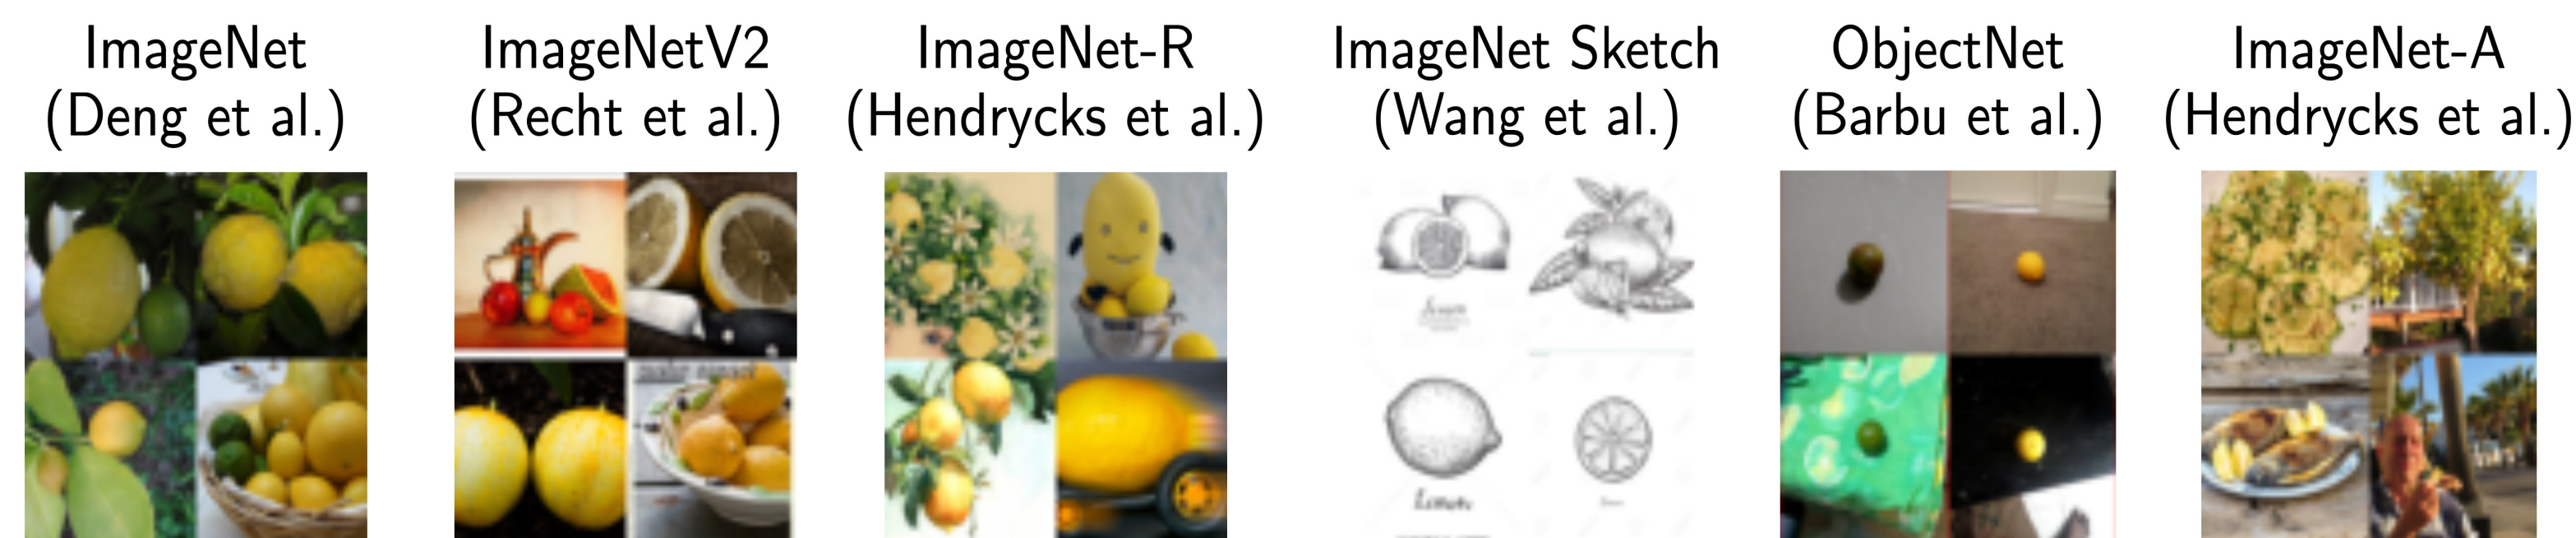 ImageNet
(Deng et al.)
ImageNetV2
(Recht et al.)
ImageNet-R
(Hendrycks et al.)
ImageNet Sketch
(Wang et al.)
ObjectNet
(Barbu et al.)
ImageNet-A
(Hendrycks et al.)
Lemon